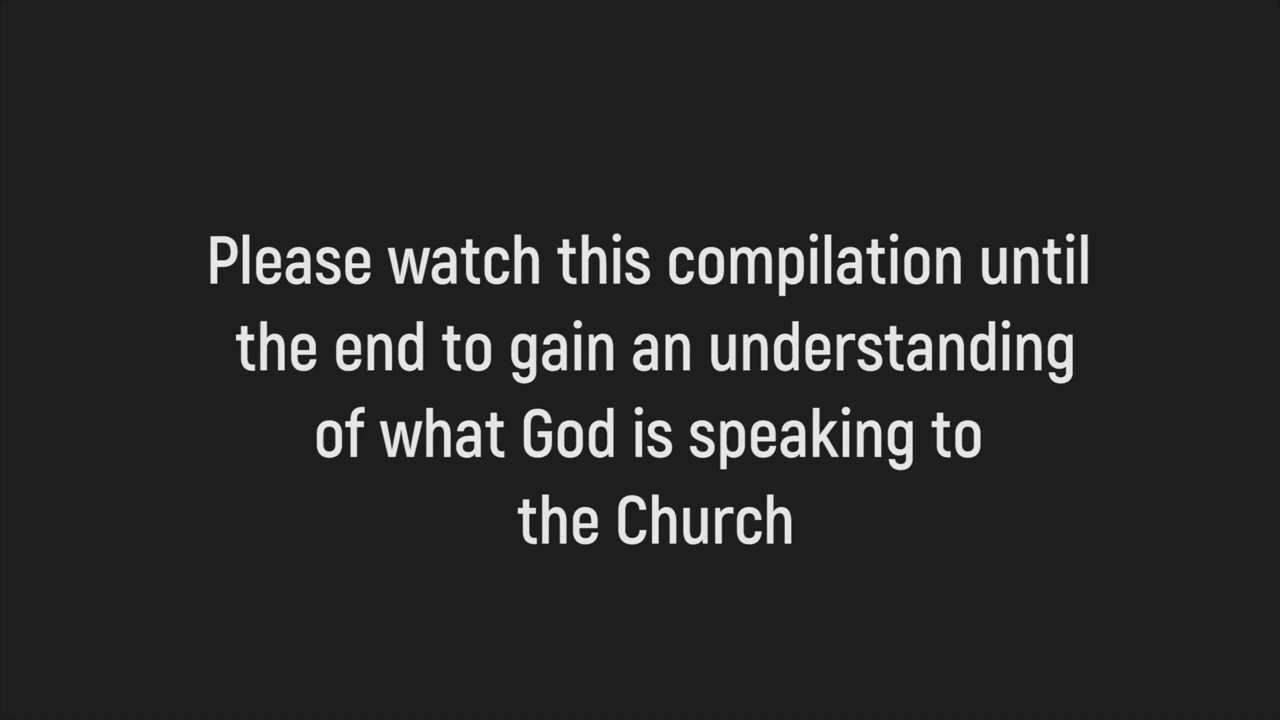 Please watch this compilation until
the end to gain an understanding
of what God is speaking to
the Church